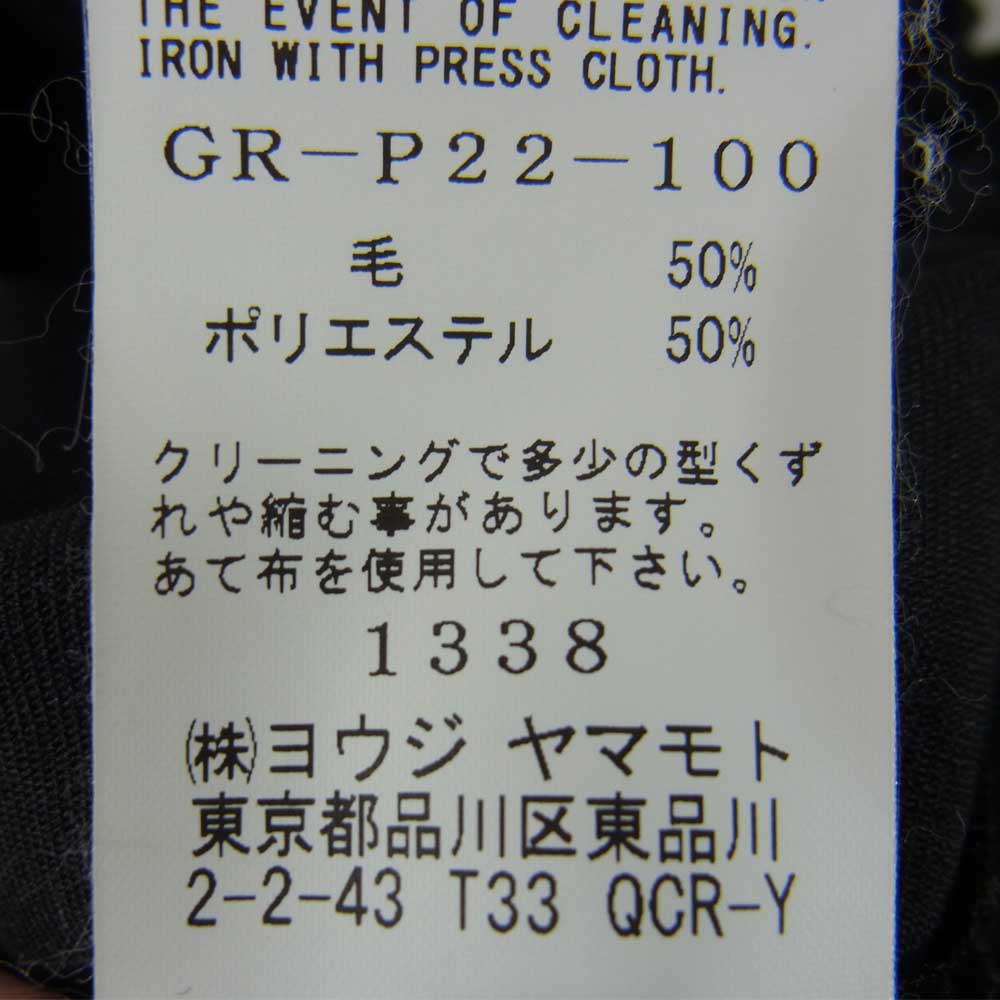 THE EVENT OF CLEANING.
IRON WITH PRESS CLOTH.
GR-P22-100
毛 50%
ポリエステル 50%
クリーニングで多少の型くず
れや縮む事があります。
あて布を使用して下さい。
1338
㈱ヨウジ ヤマモト
東京都品川区東品川
2-2-43 T33 QCR-Y